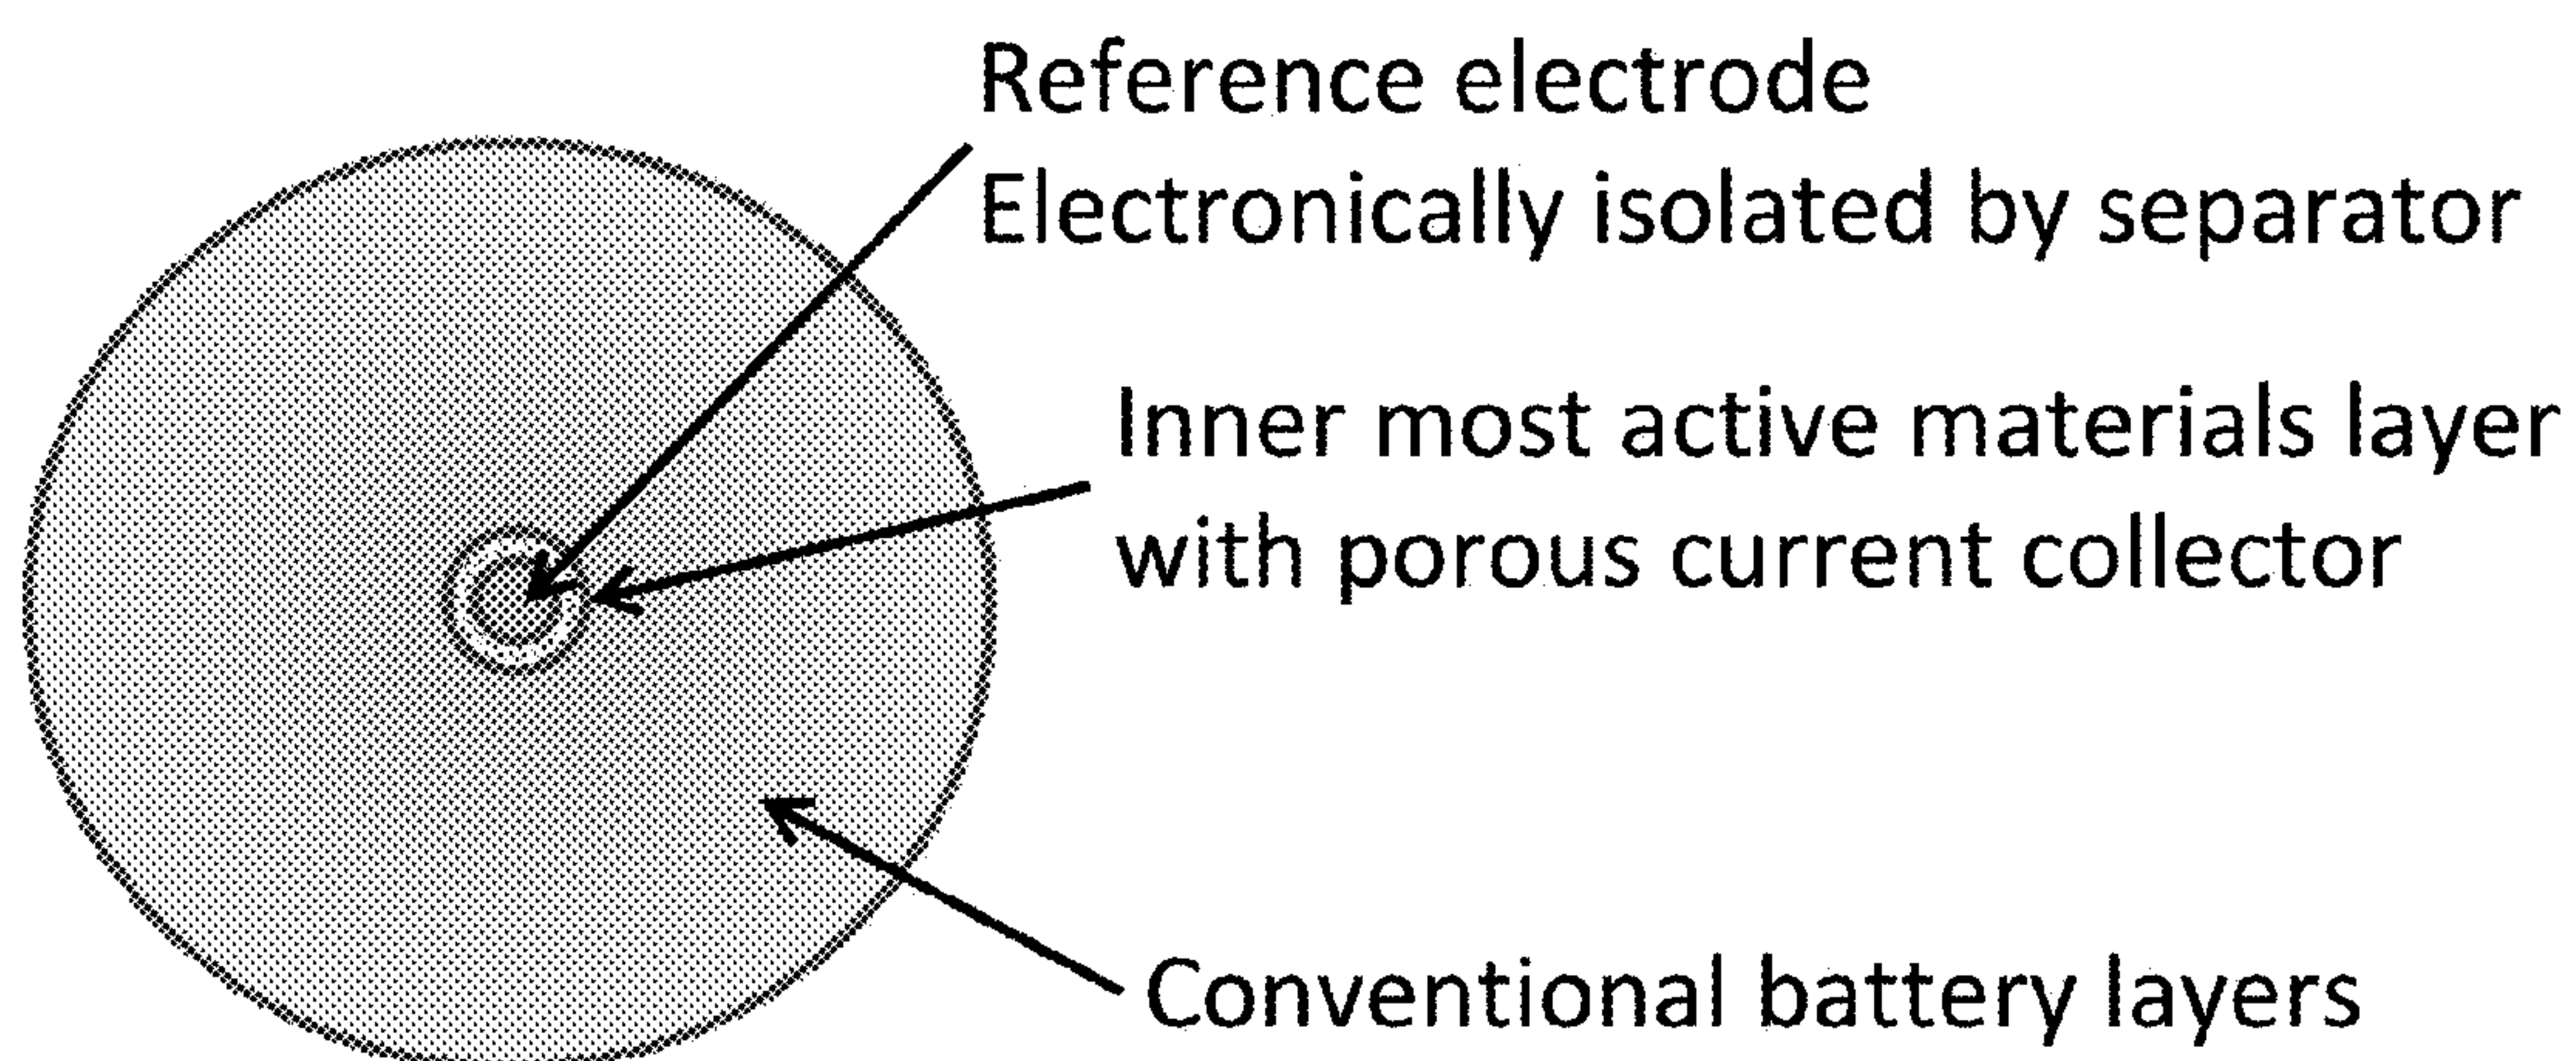 Reference electrode
Electronically isolated by separator
Inner most active materials layer
with porous current collector
Conventional battery layers